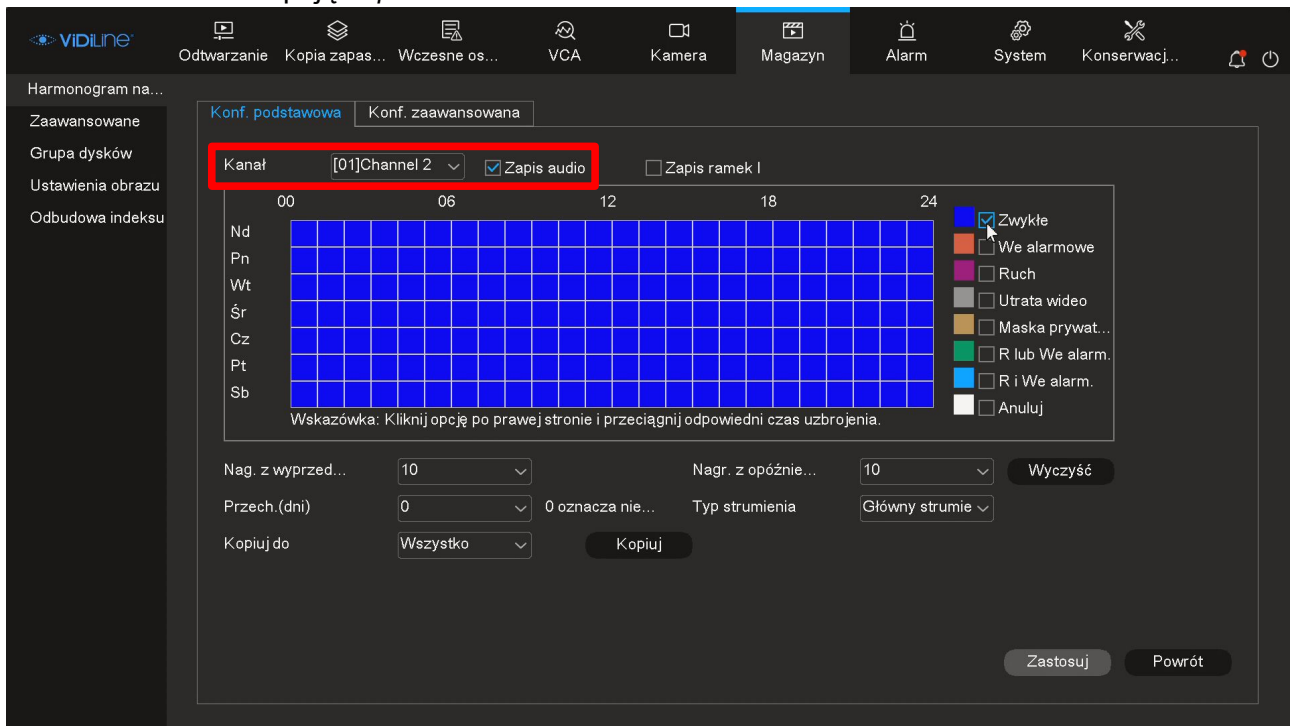 ViDiLine
Odtwarzanie Kopia zapas... Wczesne os... VCA Kamera Magazyn Alarm System Konserwacj...
Harmonogram na...
Zaawansowane
Grupa dysków
Ustawienia obrazu
Odbudowa indeksu
Konf. podstawowa Konf. zaawansowana
Kanał [01]Channel 2 Zapis audio Zapis ramek I
00 06 12 18 24
Nd
Pn
Wt
Śr
Cz
Pt
Sb
Zwykłe
We alarmowe
Ruch
Utrata wideo
Maska prywat...
R lub We alarm.
R i We alarm.
Anuluj
Wskazówka: Kliknij opcję po prawej stronie i przeciągnij odpowiedni czas uzbrojenia.
Nag. z wyprzed... 10 Nagr. z opóźnie... 10 Wyczyść
Przech.(dni) 0 0 oznacza nie... Typ strumienia Główny strumie
Kopiuj do Wszystko Kopiuj
Zastosuj Powrót